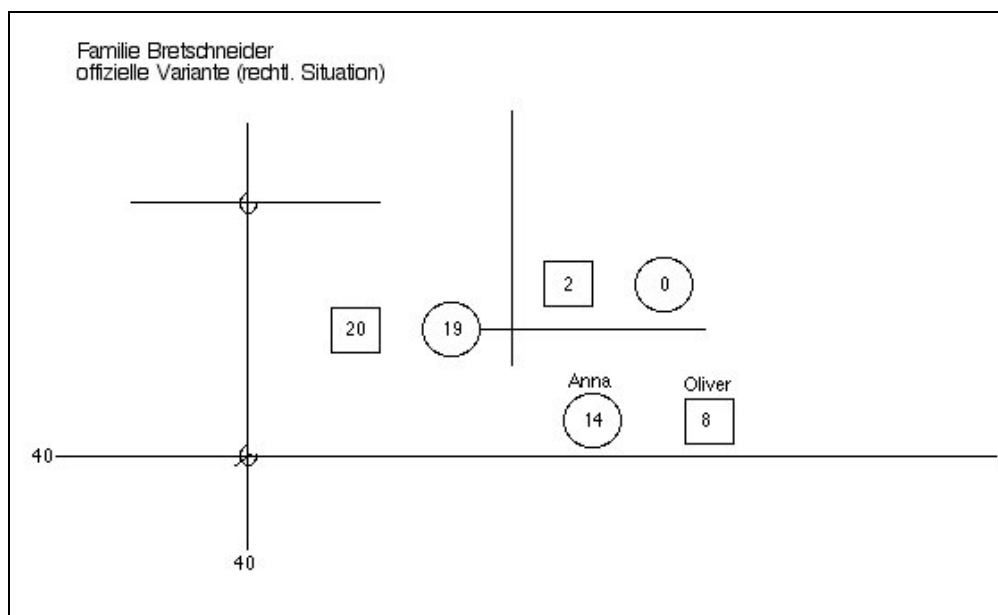 Familie Bretschneider
offizielle Variante (rechtl. Situation)
2 0
20 19
Anna Oliver
14 8
40
40